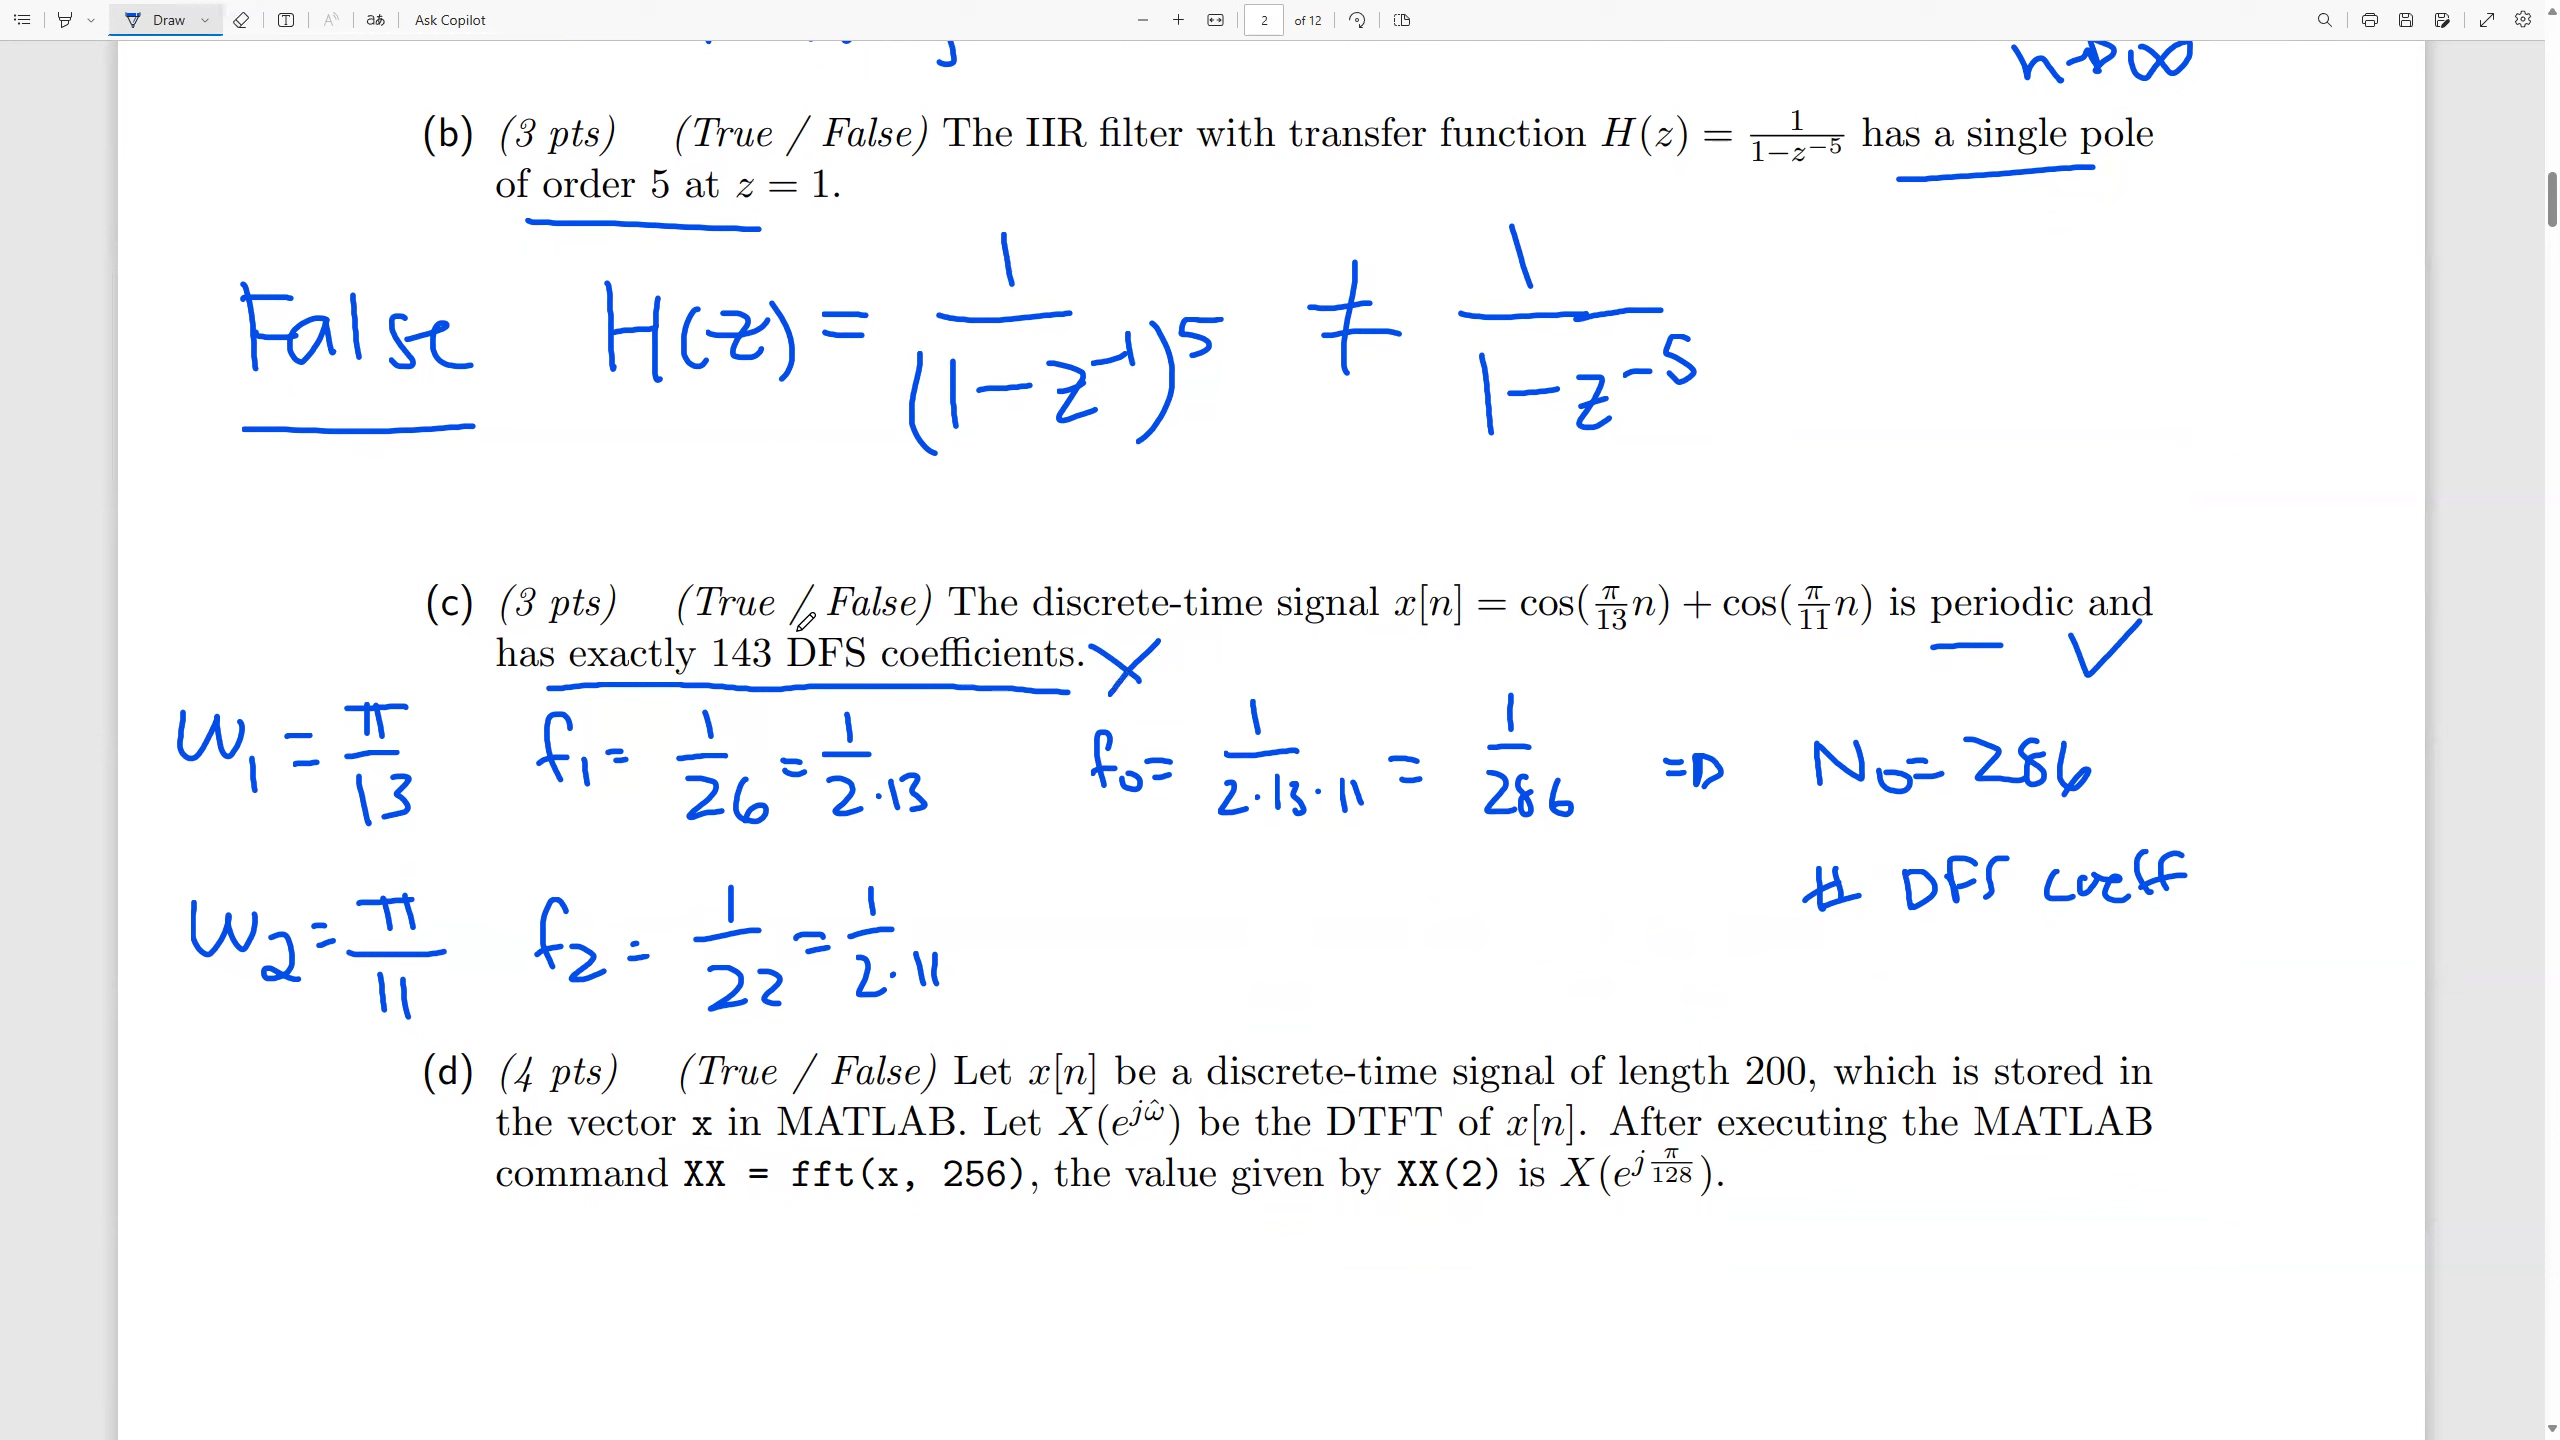 Draw
Ask Copilot
2 of 12
n→∞
(b) (3 pts) (True / False) The IIR filter with transfer function H(z) = 1/(1−z⁻⁵) has a single pole
of order 5 at z = 1.
False H(z) = 1/(1−z⁻¹)⁵ ≠ 1/(1−z⁻⁵)
(c) (3 pts) (True / False) The discrete-time signal x[n] = cos(π/13 n) + cos(π/11 n) is periodic and
has exactly 143 DFS coefficients. ✗ ✓
ω₁ = π/13 f₁ = 1/26 = 1/(2·13) f₀ = 1/(2·13·11) = 1/286 ⇒ N₀ = 286
# DFS coeff
ω₂ = π/11 f₂ = 1/22 = 1/(2·11)
(d) (4 pts) (True / False) Let x[n] be a discrete-time signal of length 200, which is stored in
the vector x in MATLAB. Let X(e^{jω̂}) be the DTFT of x[n]. After executing the MATLAB
command XX = fft(x, 256), the value given by XX(2) is X(e^{jπ/128}).